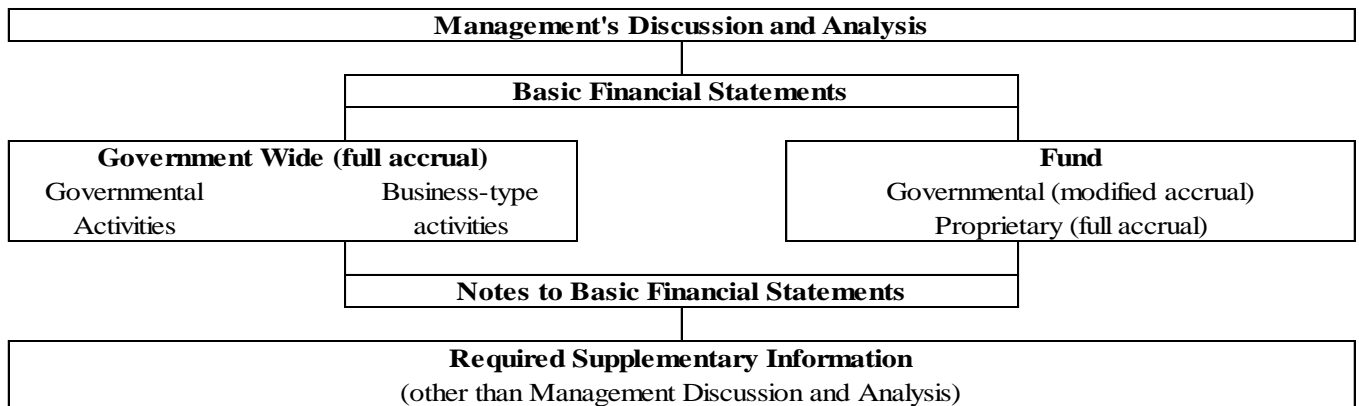 Management's Discussion and Analysis
Basic Financial Statements
Government Wide (full accrual)
Governmental Activities
Business-type activities
Fund
Governmental (modified accrual)
Proprietary (full accrual)
Notes to Basic Financial Statements
Required Supplementary Information
(other than Management Discussion and Analysis)